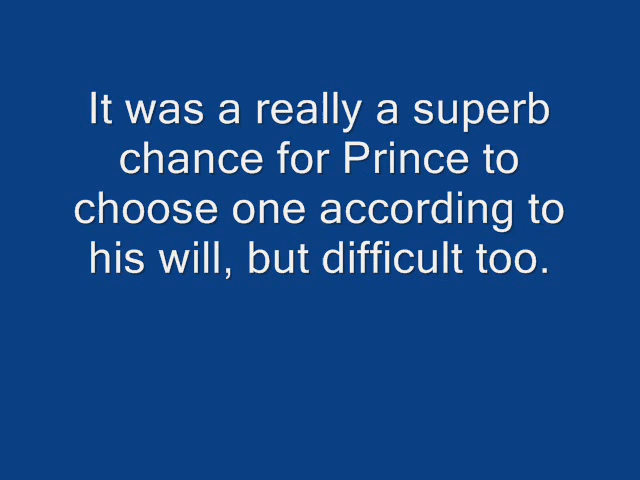 It was a really a superb
chance for Prince to
choose one according to
his will, but difficult too.